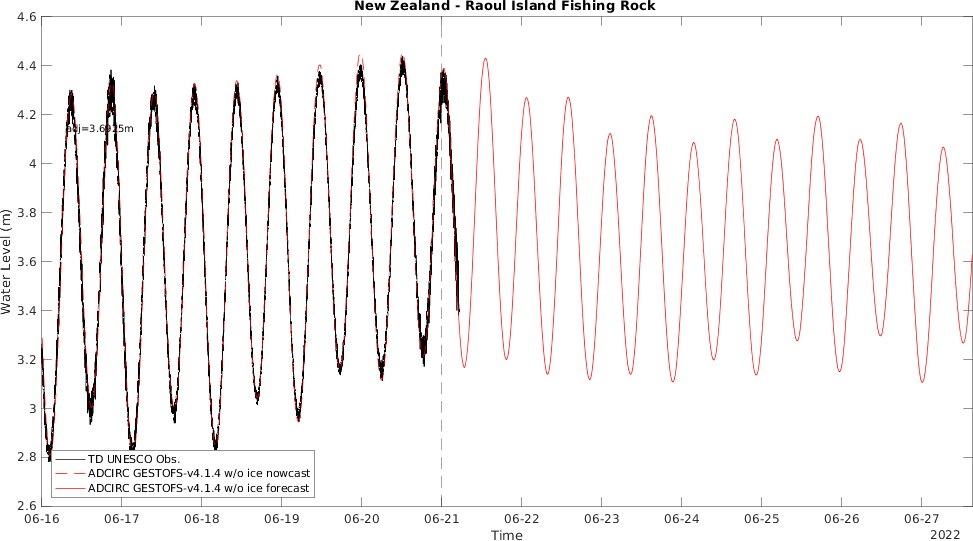 New Zealand - Raoul Island Fishing Rock
4.6
4.4
4.2
4
3.8
3.6
3.4
3.2
3
2.8
2.6
Water Level (m)
adj=3.6925m
TD UNESCO Obs.
ADCIRC GESTOFS-v4.1.4 w/o ice nowcast
ADCIRC GESTOFS-v4.1.4 w/o ice forecast
06-16 06-17 06-18 06-19 06-20 06-21 06-22 06-23 06-24 06-25 06-26 06-27
Time
2022